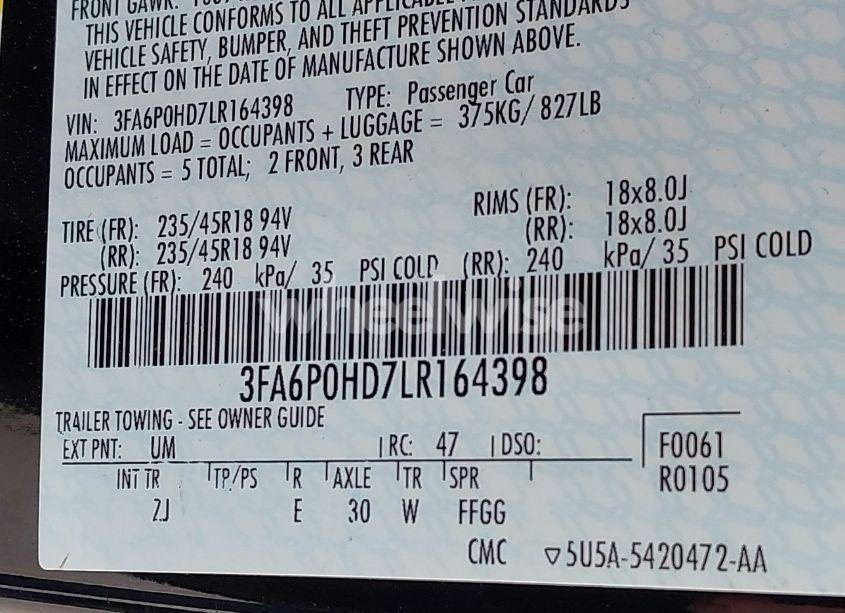 FRONT GAWR:
THIS VEHICLE CONFORMS TO ALL APPLICABLE
VEHICLE SAFETY, BUMPER, AND THEFT PREVENTION STANDARDS
IN EFFECT ON THE DATE OF MANUFACTURE SHOWN ABOVE.
VIN: 3FA6P0HD7LR164398 TYPE: Passenger Car
MAXIMUM LOAD = OCCUPANTS + LUGGAGE = 375KG/ 827LB
OCCUPANTS = 5 TOTAL; 2 FRONT, 3 REAR
TIRE (FR): 235/45R18 94V RIMS (FR): 18x8.0J
(RR): 235/45R18 94V (RR): 18x8.0J
PRESSURE (FR): 240 kPa/ 35 PSI COLD (RR): 240 kPa/ 35 PSI COLD
wheelwise
3FA6P0HD7LR164398
TRAILER TOWING - SEE OWNER GUIDE
EXT PNT: UM RC: 47 DSO: F0061
INT TR TP/PS R AXLE TR SPR R0105
ZJ E 30 W FFGG
CMC ▽5U5A-5420472-AA